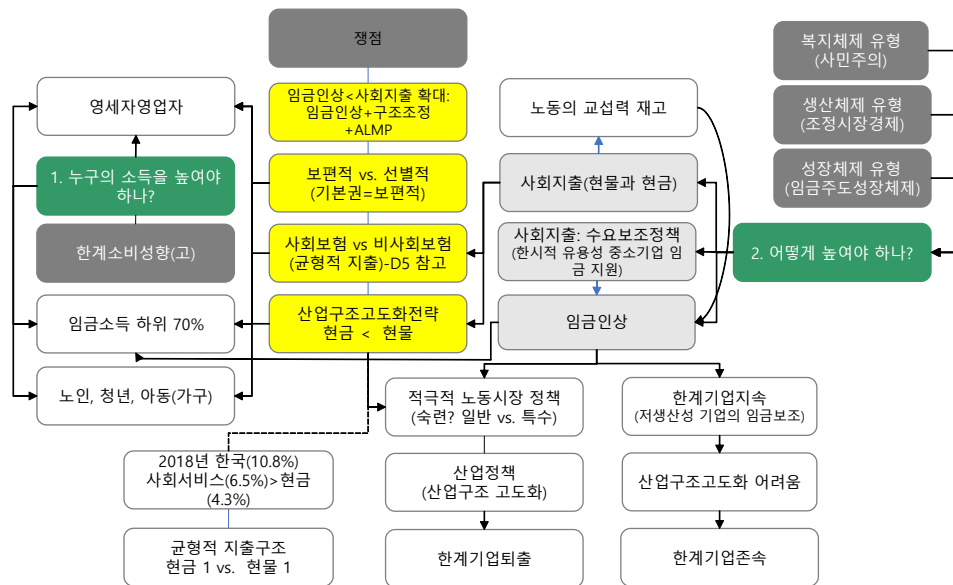 쟁점
복지체제 유형
(사민주의)
영세자영업자
임금인상<사회지출 확대:
임금인상+구조조정
+ALMP
노동의 교섭력 재고
생산체제 유형
(조정시장경제)
1. 누구의 소득을 높여야
하나?
보편적 vs. 선별적
(기본권=보편적)
사회지출(현물과 현금)
성장체제 유형
(임금주도성장체제)
한계소비성향(고)
사회보험 vs 비사회보험
(균형적 지출)-D5 참고
사회지출: 수요보조정책
(한시적 유용성 중소기업 임
금 지원)
2. 어떻게 높여야 하나?
임금소득 하위 70%
산업구조고도화전략
현금 < 현물
임금인상
노인, 청년, 아동(가구)
적극적 노동시장 정책
(숙련? 일반 vs. 특수)
한계기업지속
(저생산성 기업의 임금보조)
2018년 한국(10.8%)
사회서비스(6.5%)>현금
(4.3%)
산업정책
(산업구조 고도화)
산업구조고도화 어려움
균형적 지출구조
현금 1 vs. 현물 1
한계기업퇴출
한계기업존속